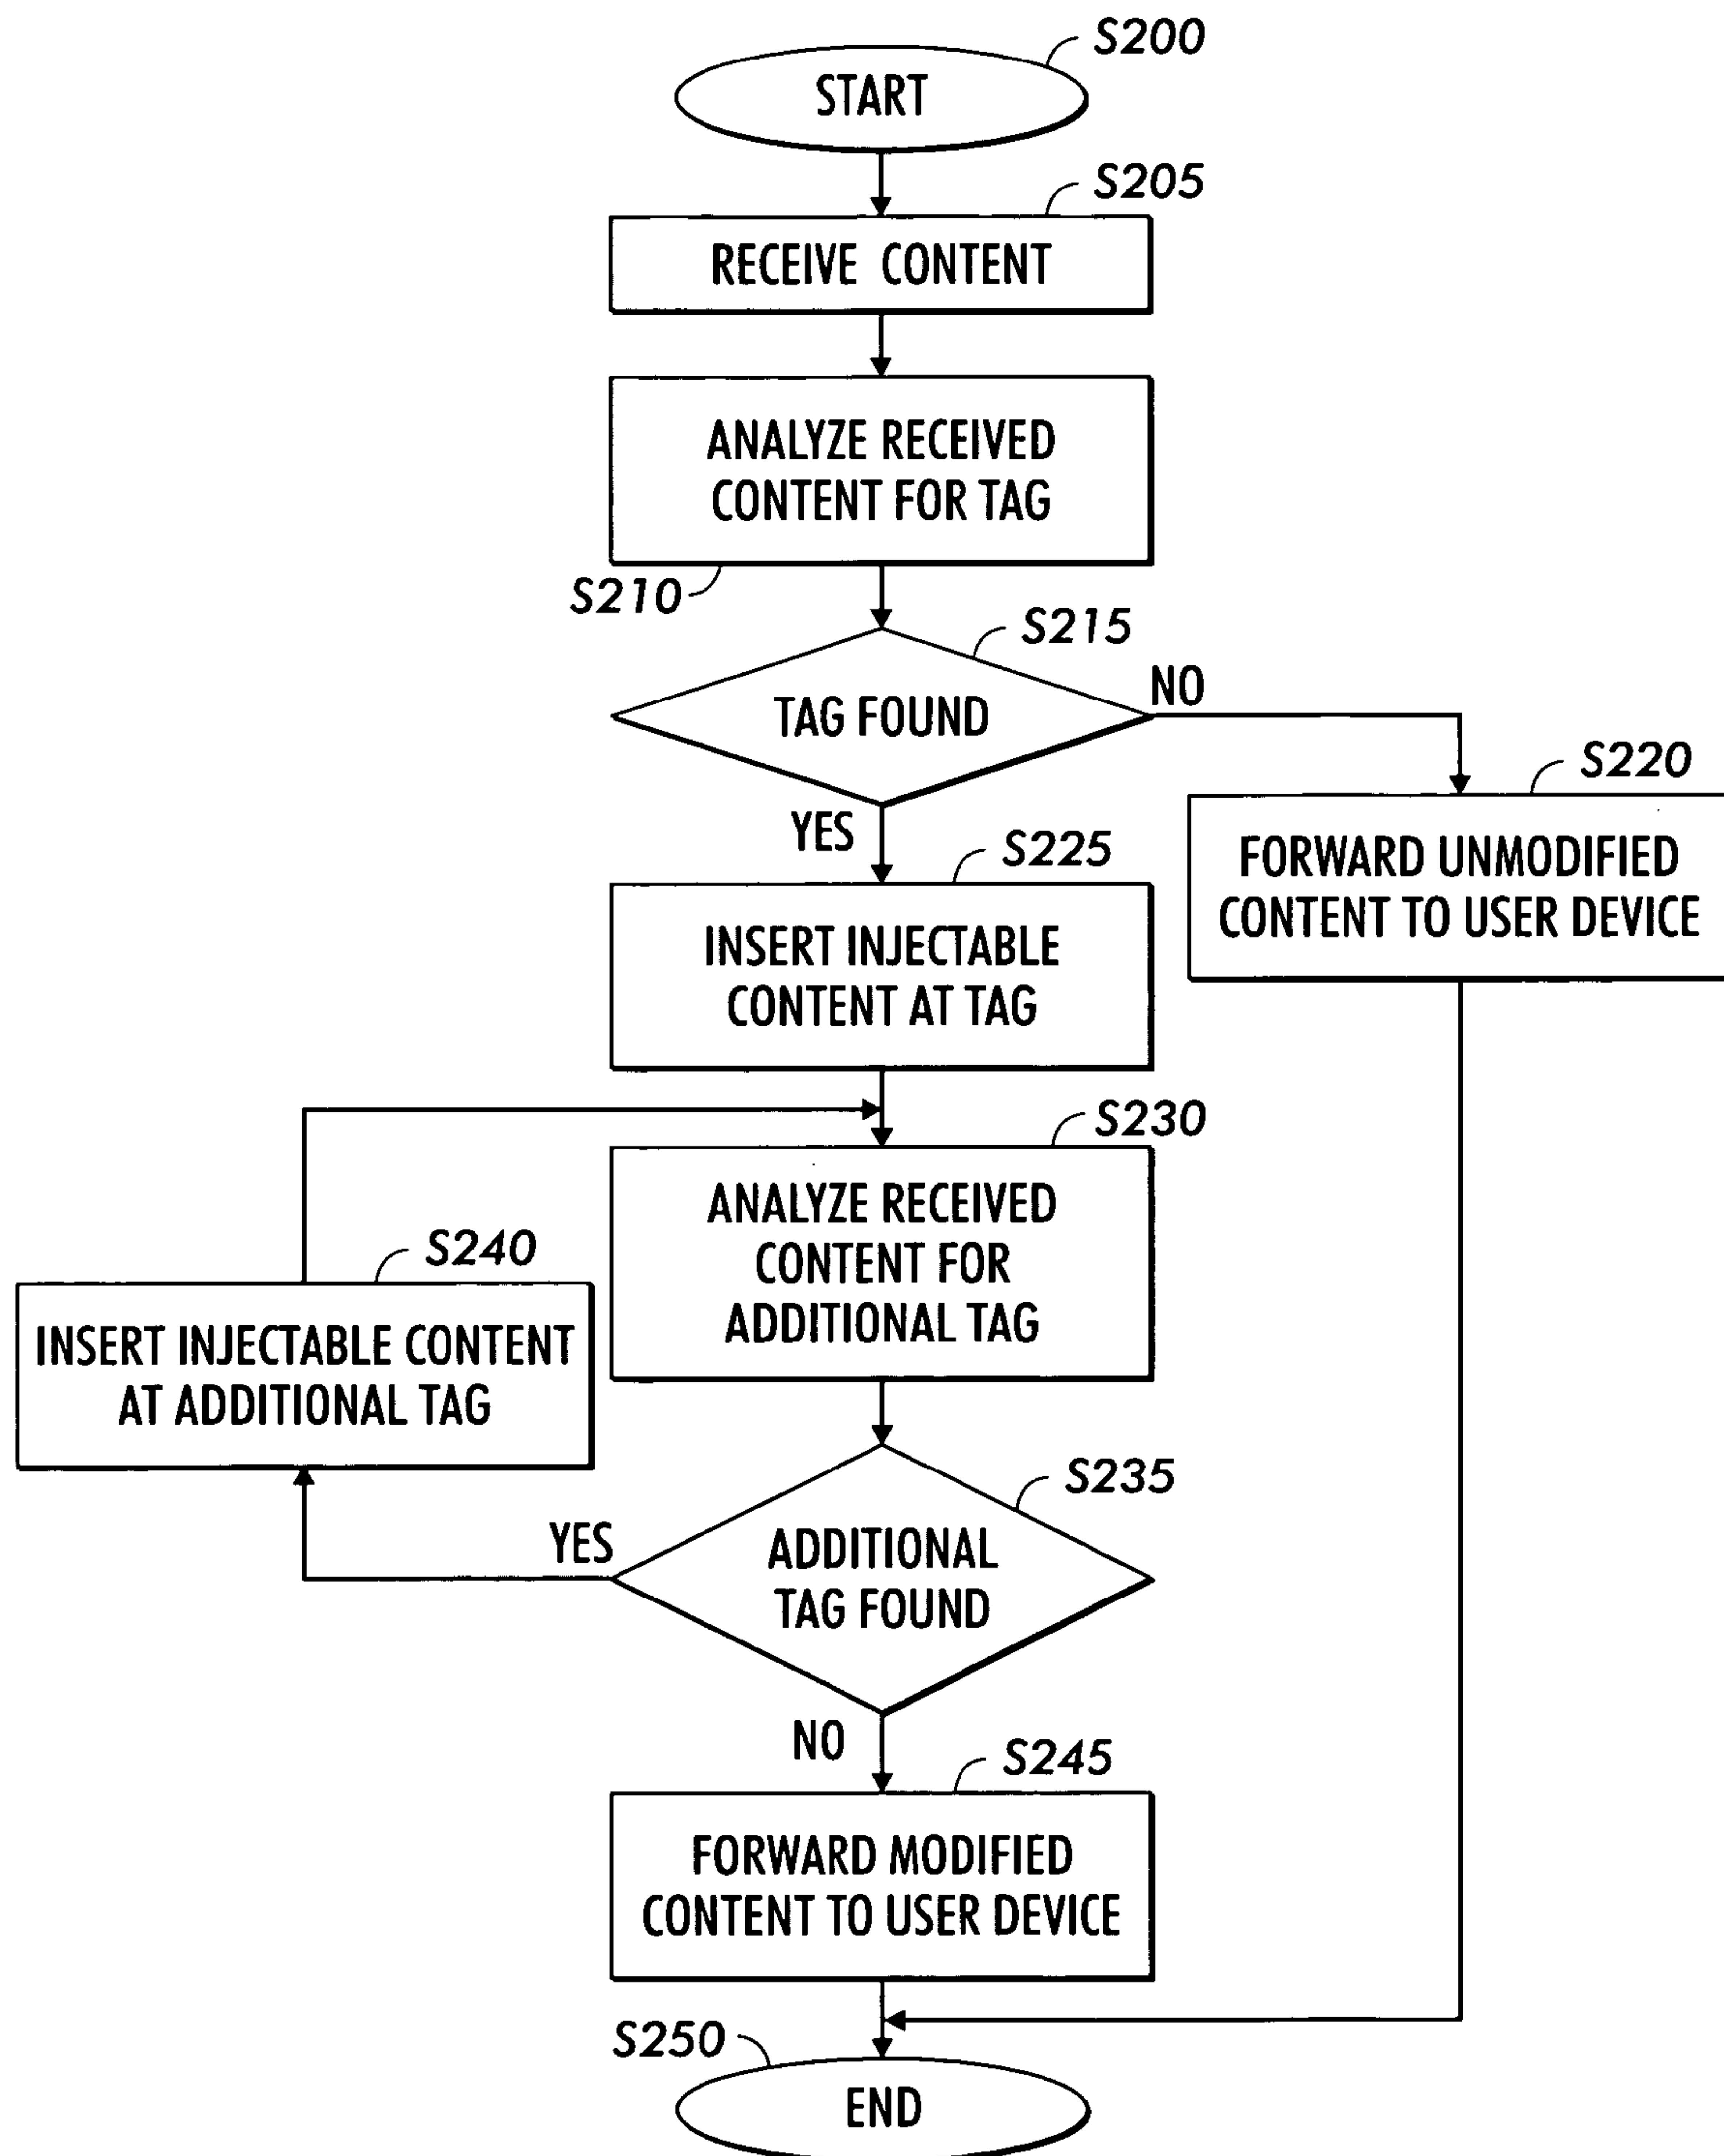 S200
START
S205
RECEIVE CONTENT
ANALYZE RECEIVED
CONTENT FOR TAG
S210
S215
TAG FOUND
NO
S220
FORWARD UNMODIFIED
CONTENT TO USER DEVICE
YES
S225
INSERT INJECTABLE
CONTENT AT TAG
S230
ANALYZE RECEIVED
CONTENT FOR
ADDITIONAL TAG
S240
INSERT INJECTABLE CONTENT
AT ADDITIONAL TAG
S235
YES
ADDITIONAL
TAG FOUND
NO
S245
FORWARD MODIFIED
CONTENT TO USER DEVICE
S250
END